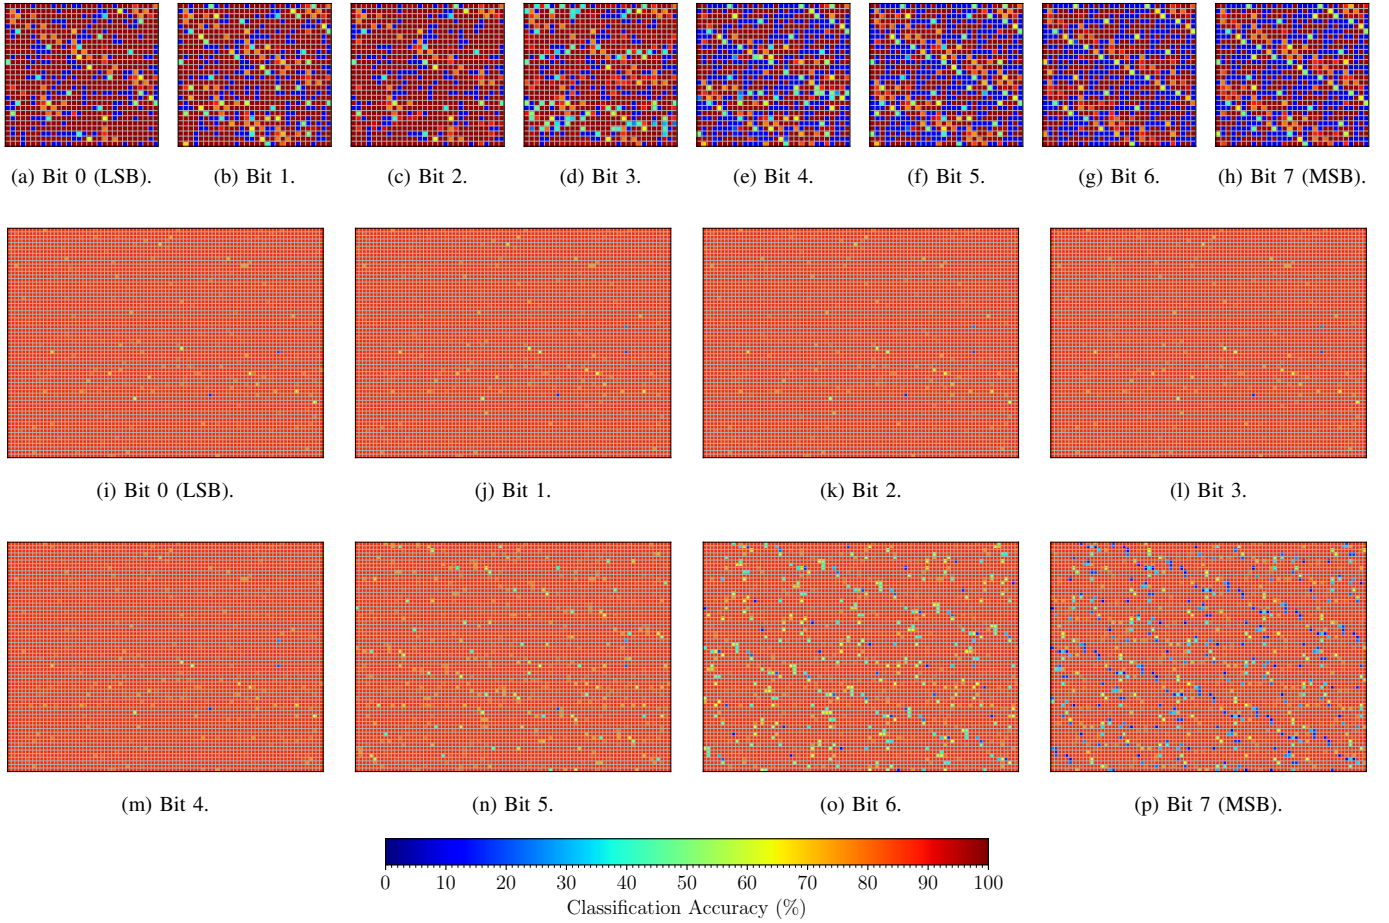 (a) Bit 0 (LSB). (b) Bit 1. (c) Bit 2. (d) Bit 3. (e) Bit 4. (f) Bit 5. (g) Bit 6. (h) Bit 7 (MSB).
(i) Bit 0 (LSB). (j) Bit 1. (k) Bit 2. (l) Bit 3.
(m) Bit 4. (n) Bit 5. (o) Bit 6. (p) Bit 7 (MSB).
0 10 20 30 40 50 60 70 80 90 100
Classification Accuracy (%)